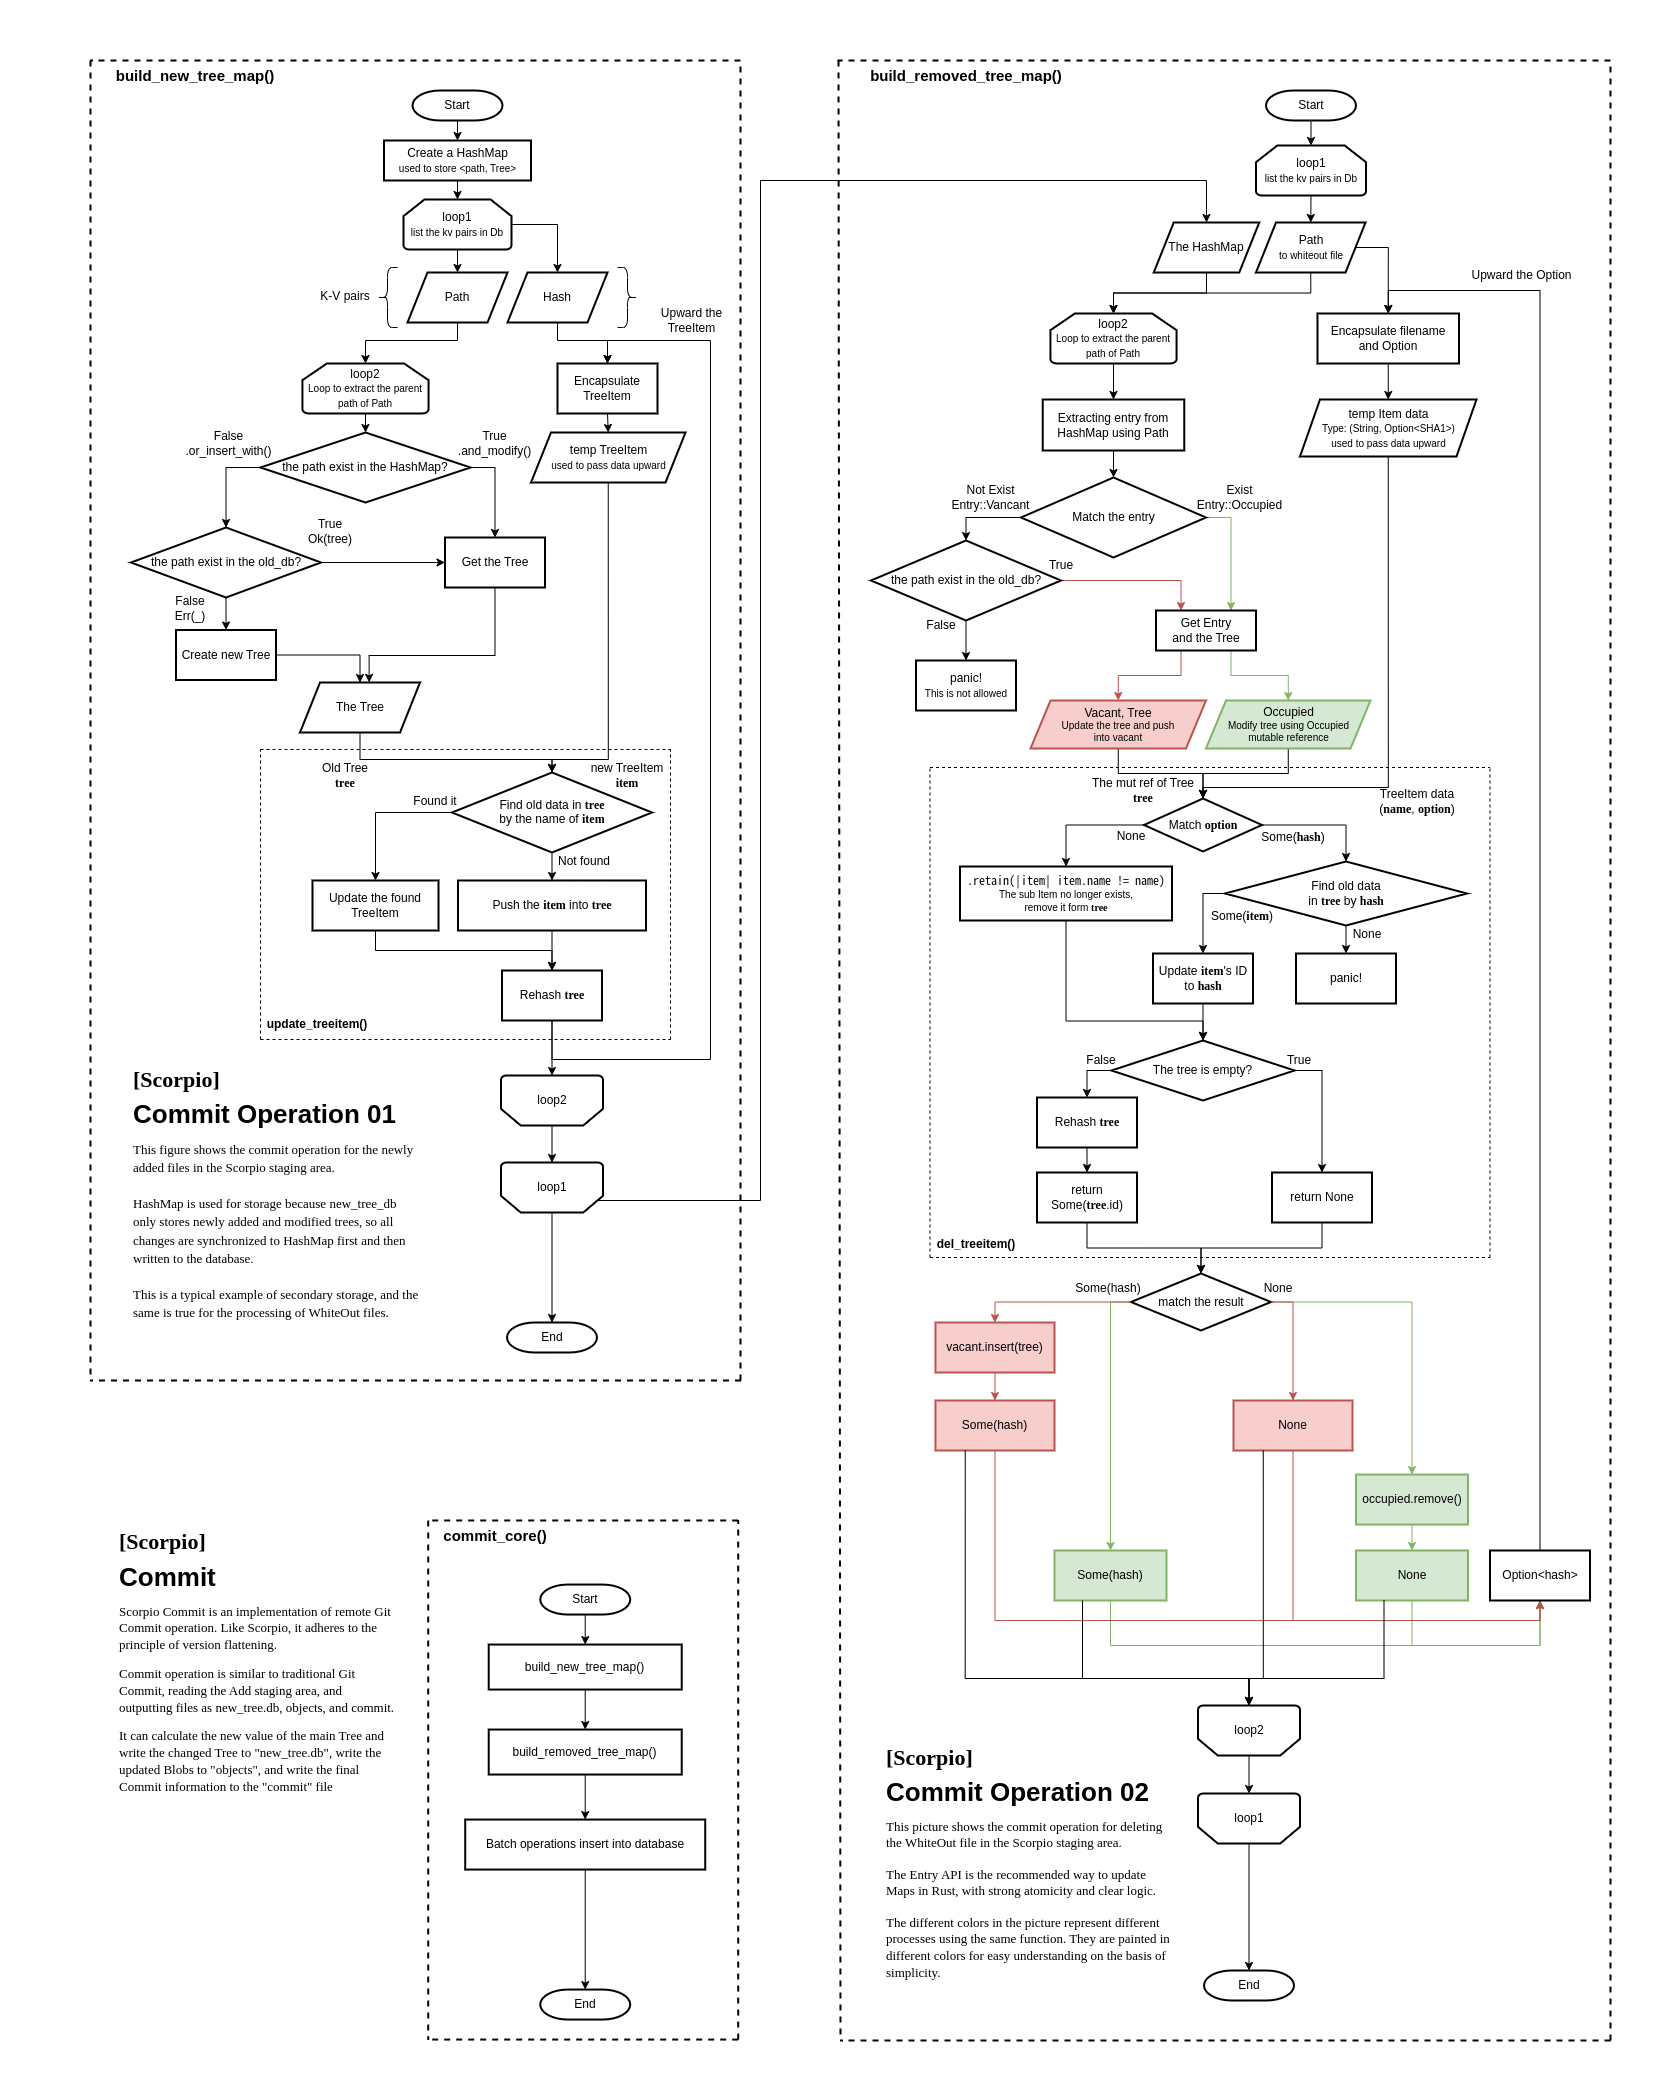 build_new_tree_map()
Start
Create a HashMap
used to store <path, Tree>
loop1
list the kv pairs in Db
K-V pairs
Path
Hash
Upward the
TreeItem
loop2
Loop to extract the parent
path of Path
Encapsulate
TreeItem
False
.or_insert_with()
True
.and_modify()
the path exist in the HashMap?
temp TreeItem
used to pass data upward
True
Ok(tree)
the path exist in the old_db?
Get the Tree
False
Err(_)
Create new Tree
The Tree
Old Tree
tree
new TreeItem
item
Found it
Find old data in tree
by the name of item
Not found
Update the found
TreeItem
Push the item into tree
Rehash tree
update_treeitem()
loop2
loop1
End
[Scorpio]
Commit Operation 01
This figure shows the commit operation for the newly
added files in the Scorpio staging area.
HashMap is used for storage because new_tree_db
only stores newly added and modified trees, so all
changes are synchronized to HashMap first and then
written to the database.
This is a typical example of secondary storage, and the
same is true for the processing of WhiteOut files.
[Scorpio]
Commit
Scorpio Commit is an implementation of remote Git
Commit operation. Like Scorpio, it adheres to the
principle of version flattening.
Commit operation is similar to traditional Git
Commit, reading the Add staging area, and
outputting files as new_tree.db, objects, and commit.
It can calculate the new value of the main Tree and
write the changed Tree to "new_tree.db", write the
updated Blobs to "objects", and write the final
Commit information to the "commit" file
commit_core()
Start
build_new_tree_map()
build_removed_tree_map()
Batch operations insert into database
End
build_removed_tree_map()
Start
loop1
list the kv pairs in Db
The HashMap
Path
to whiteout file
Upward the Option
loop2
Loop to extract the parent
path of Path
Encapsulate filename
and Option
Extracting entry from
HashMap using Path
temp Item data
Type: (String, Option<SHA1>)
used to pass data upward
Not Exist
Entry::Vancant
Exist
Entry::Occupied
Match the entry
the path exist in the old_db?
True
False
Get Entry
and the Tree
panic!
This is not allowed
Vacant, Tree
Update the tree and push
into vacant
Occupied
Modify tree using Occupied
mutable reference
The mut ref of Tree
tree
TreeItem data
(name, option)
Match option
None
Some(hash)
.retain(|item| item.name != name)
The sub Item no longer exists,
remove it form tree
Find old data
in tree by hash
Some(item)
None
Update item's ID
to hash
panic!
False
The tree is empty?
True
Rehash tree
return
Some(tree.id)
return None
del_treeitem()
Some(hash)
match the result
None
vacant.insert(tree)
Some(hash)
None
occupied.remove()
Some(hash)
None
Option<hash>
loop2
loop1
End
[Scorpio]
Commit Operation 02
This picture shows the commit operation for deleting
the WhiteOut file in the Scorpio staging area.
The Entry API is the recommended way to update
Maps in Rust, with strong atomicity and clear logic.
The different colors in the picture represent different
processes using the same function. They are painted in
different colors for easy understanding on the basis of
simplicity.